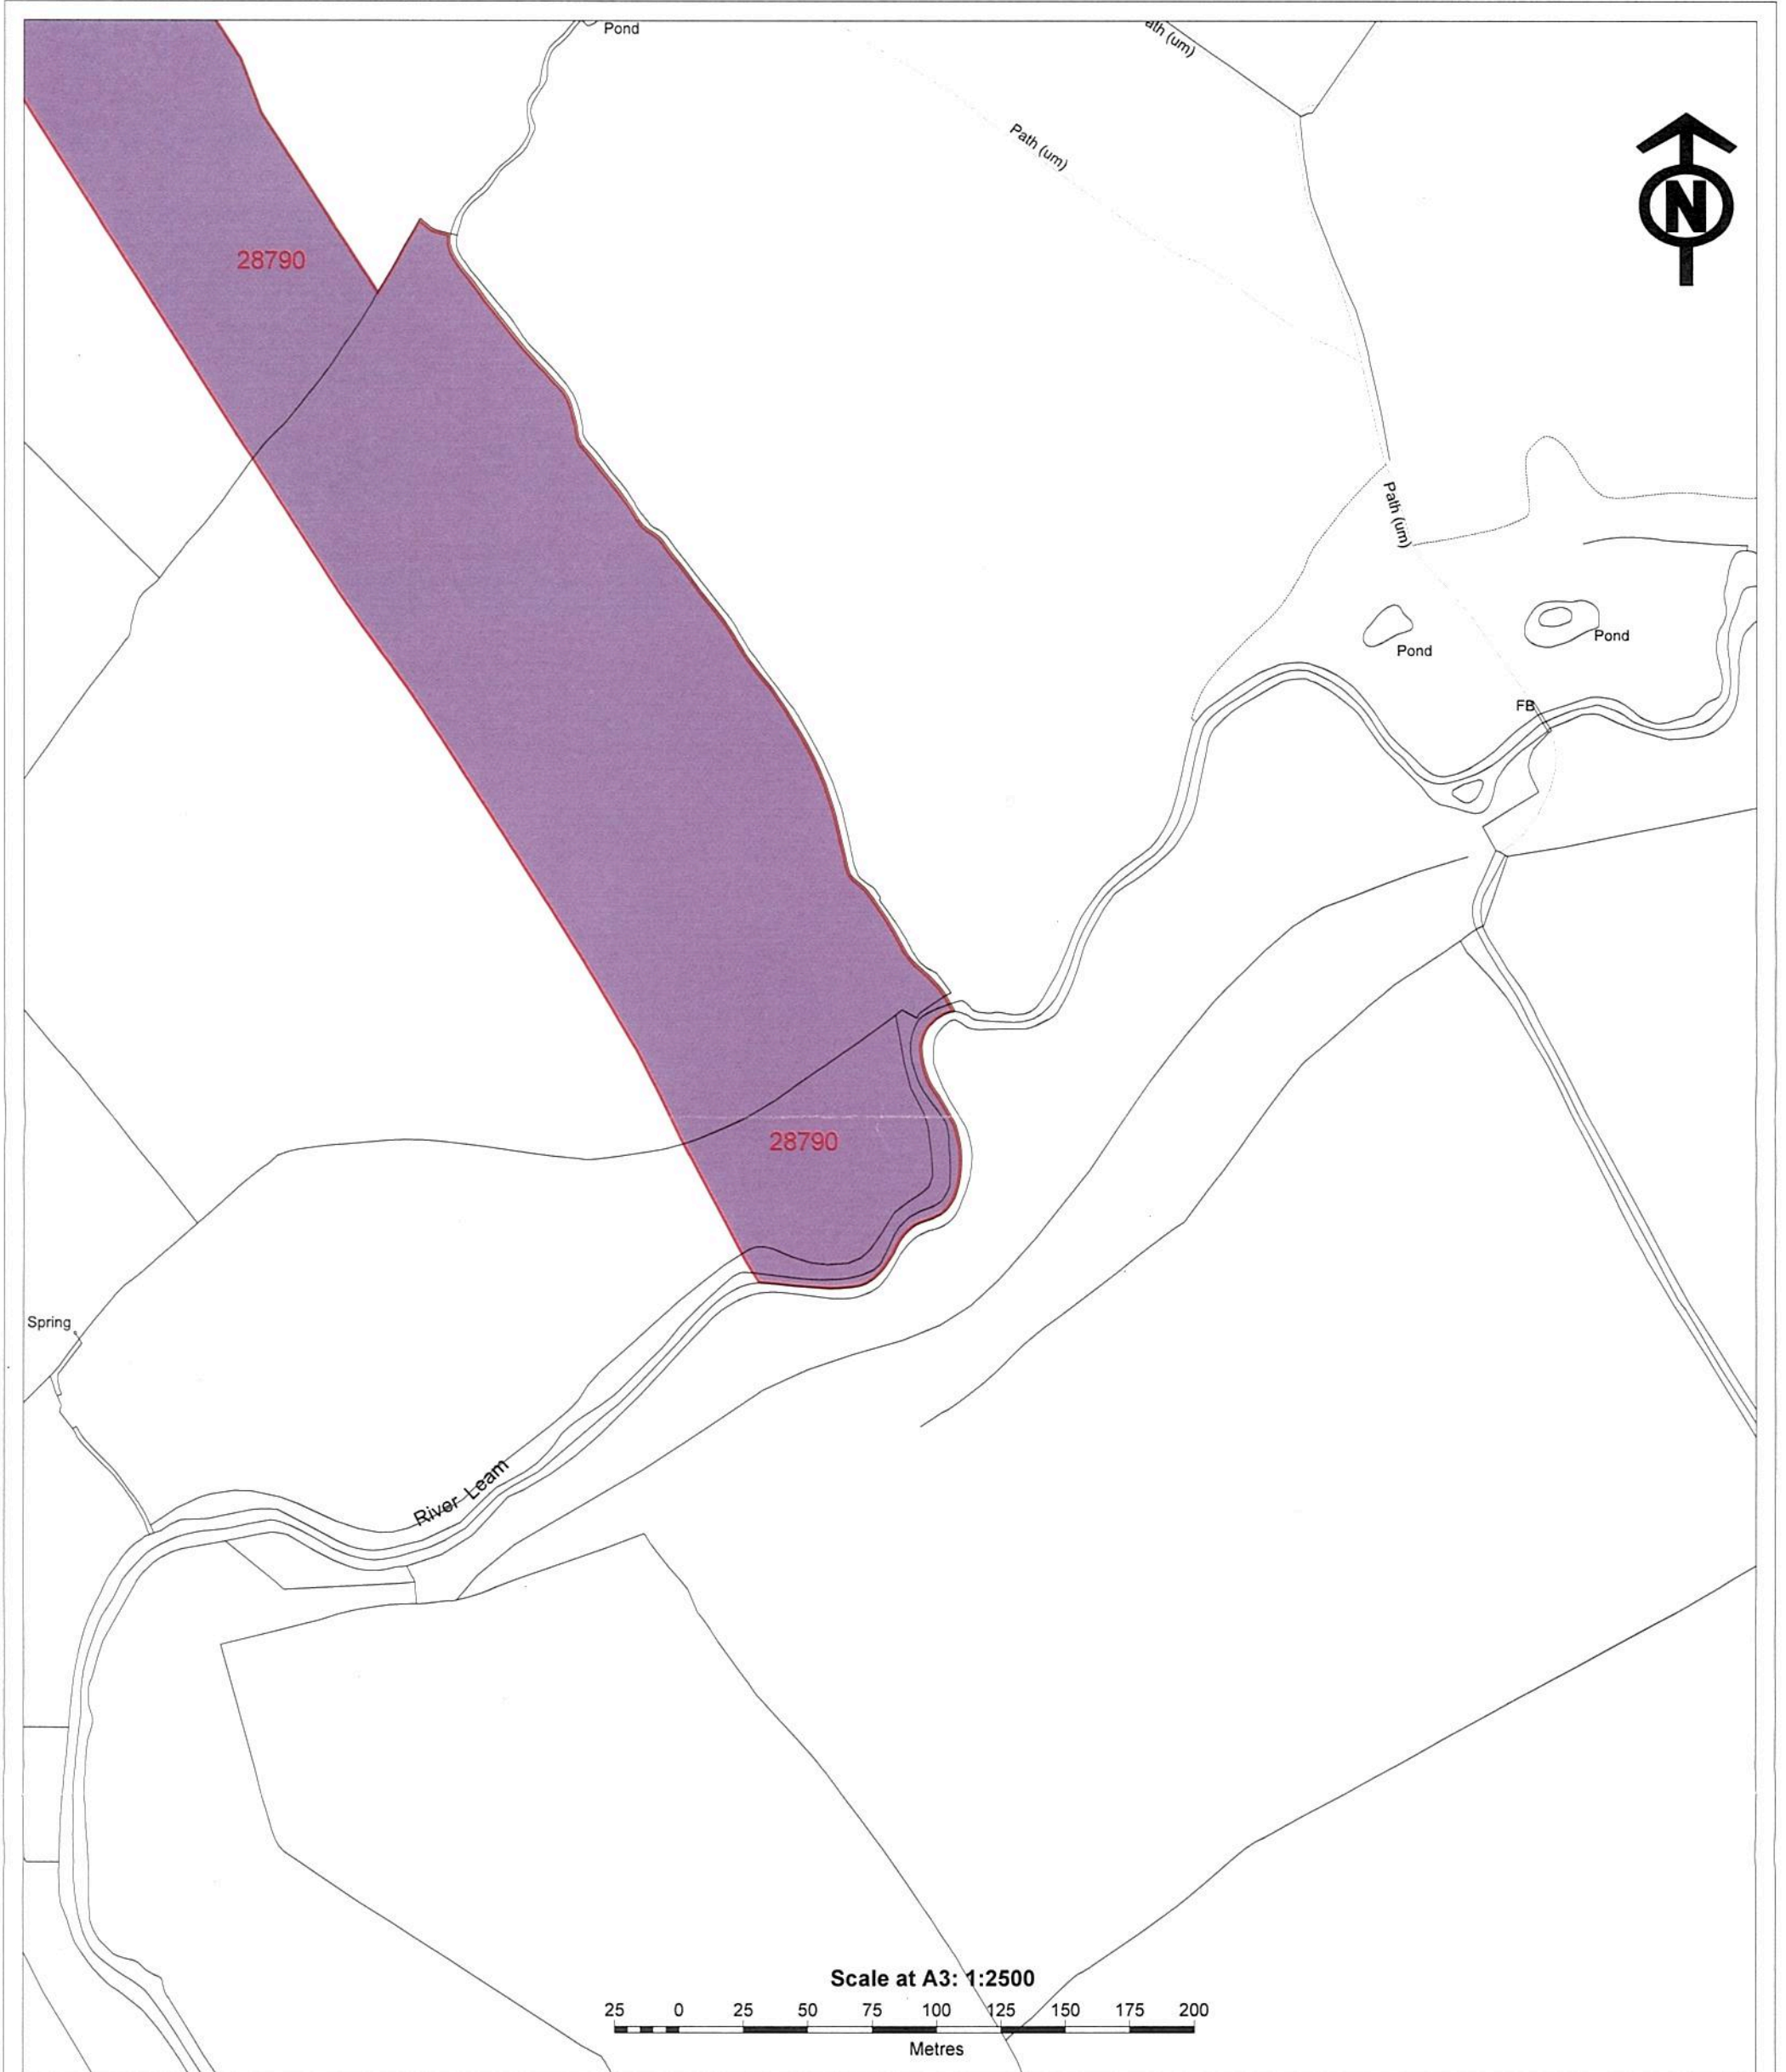 Pond
ath (um)
Path (um)
N
28790
Path (um)
Pond
Pond
FB
28790
Spring
River Leam
Scale at A3: 1:2500
25 0 25 50 75 100 125 150 175 200
Metres